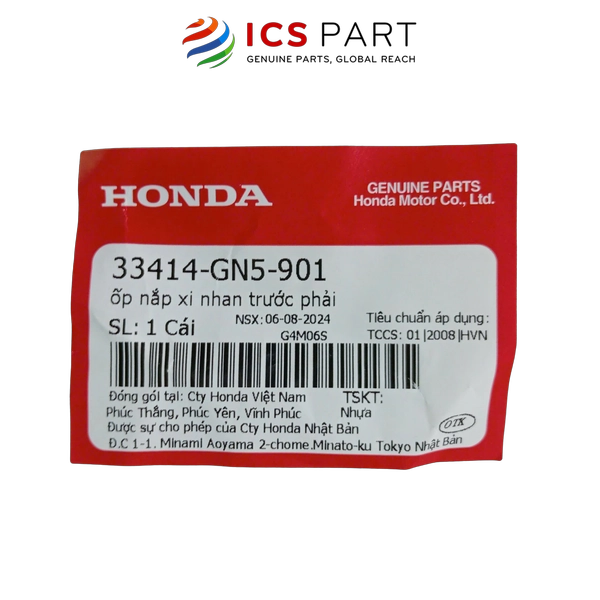 ICS PART
GENUINE PARTS, GLOBAL REACH
HONDA
GENUINE PARTS
Honda Motor Co., Ltd.
33414-GN5-901
ốp nắp xi nhan trước phải
SL: 1 Cái
NSX: 06-08-2024
G4M06S
Tiêu chuẩn áp dụng:
TCCS: 01|2008|HVN
Đóng gói tại: Cty Honda Việt Nam
Phúc Thắng, Phúc Yên, Vĩnh Phúc
TSKT:
Nhựa
Được sự cho phép của Cty Honda Nhật Bản
Đ.C 1-1. Minami Aoyama 2-chome.Minato-ku Tokyo Nhật Bản
OTK